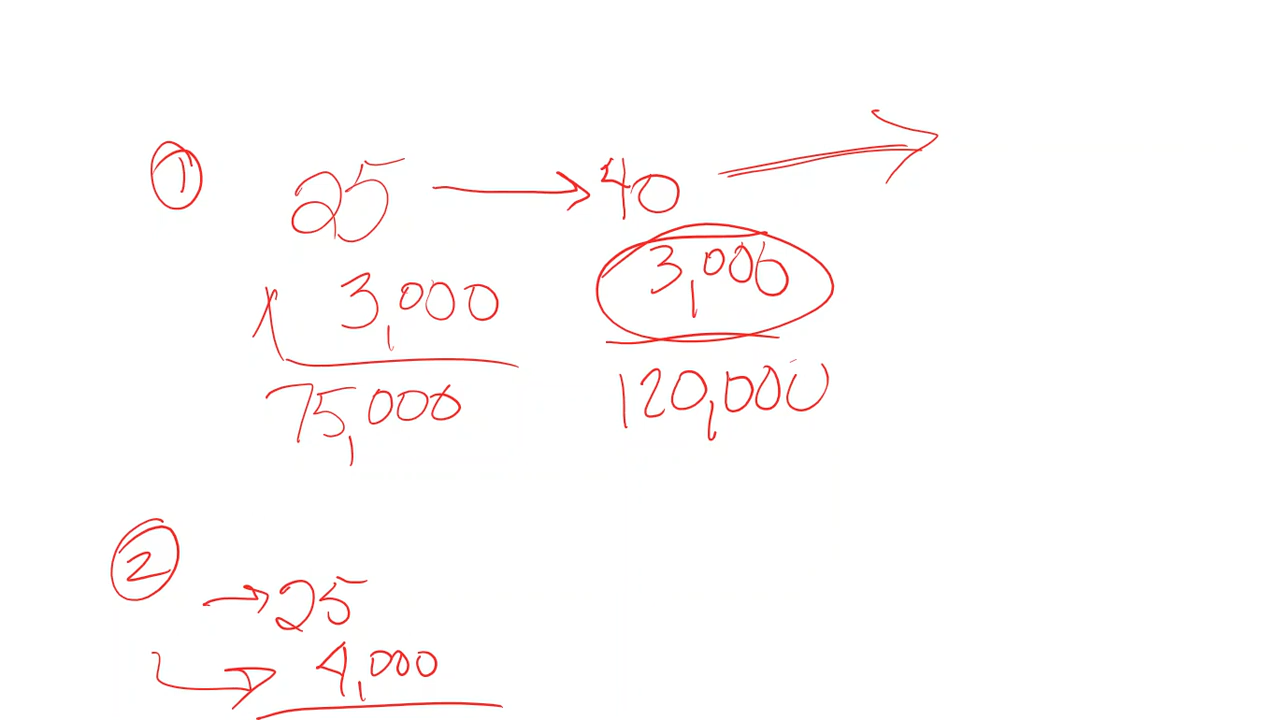 ① 25 → 40 →
x 3,000 3,000
75,000 120,000
②
→ 25
→ 4,000